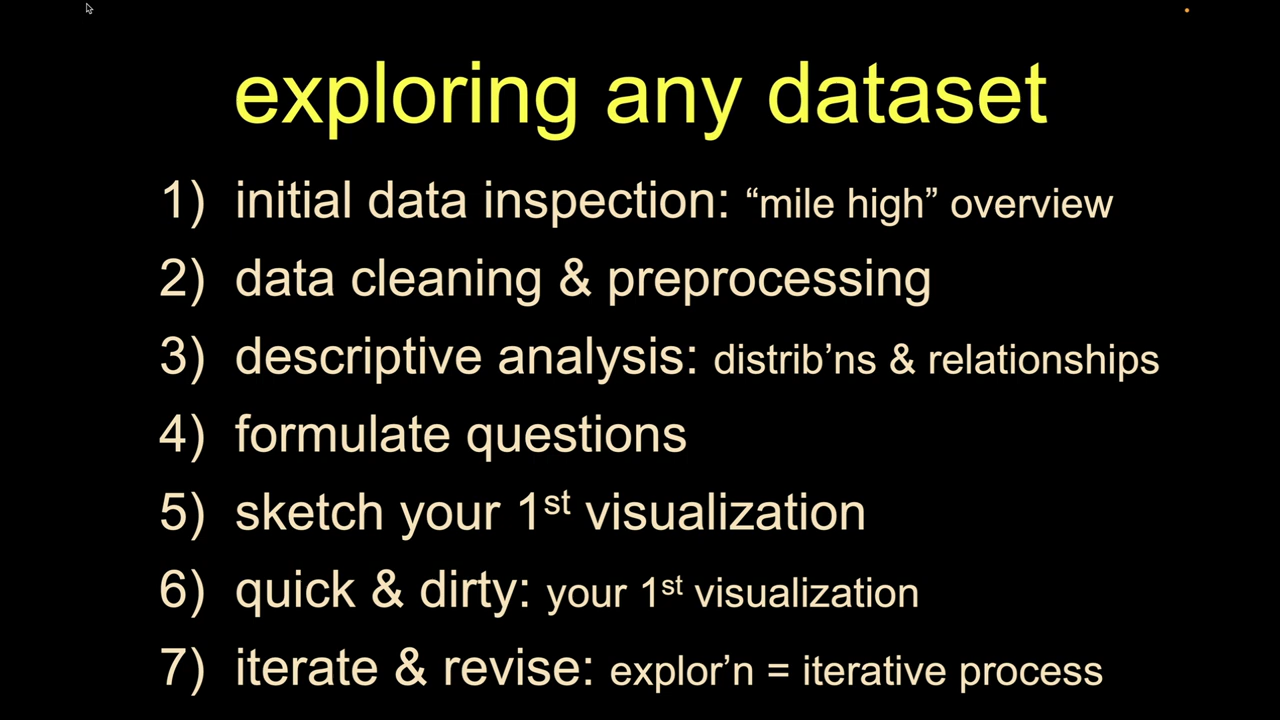 exploring any dataset
1) initial data inspection: “mile high” overview
2) data cleaning & preprocessing
3) descriptive analysis: distrib’ns & relationships
4) formulate questions
5) sketch your 1st visualization
6) quick & dirty: your 1st visualization
7) iterate & revise: explor’n = iterative process